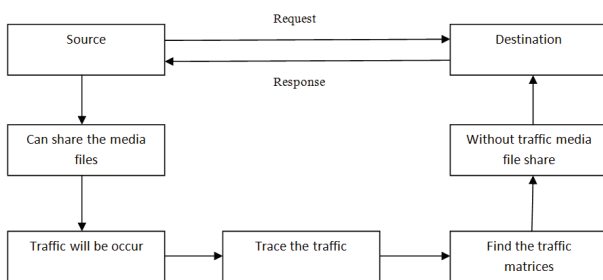 Request
Source
Destination
Response
Can share the media
files
Without traffic media
file share
Traffic will be occur
Trace the traffic
Find the traffic
matrices